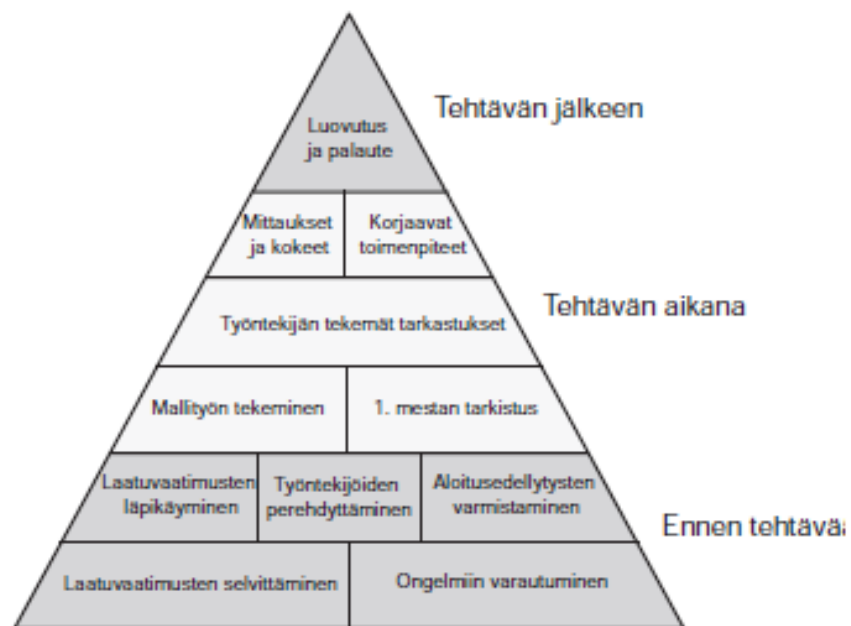 Luovutus
ja palaute
Tehtävän jälkeen
Mittaukset
ja kokeet
Korjaavat
toimenpiteet
Työntekijän tekemät tarkastukset
Tehtävän aikana
Mallityön tekeminen
1. mestan tarkistus
Laatuvaatimusten
läpikäyminen
Työntekijöiden
perehdyttäminen
Aloitusedellytysten
varmistaminen
Ennen tehtävää
Laatuvaatimusten selvittäminen
Ongelmiin varautuminen